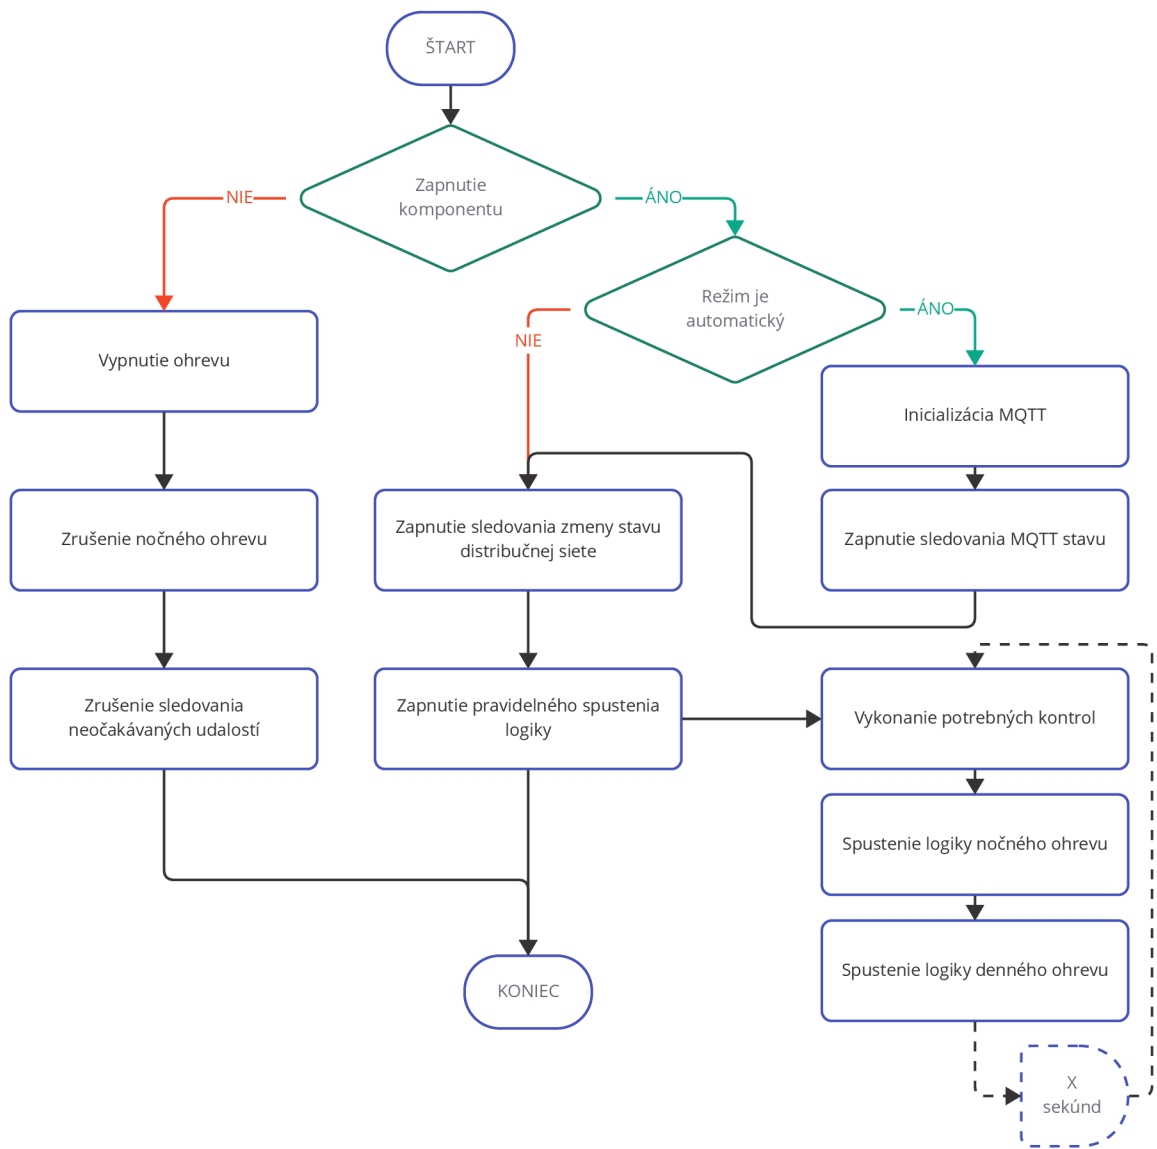 ŠTART
Zapnutie
komponentu
NIE
ÁNO
Režim je
automatický
NIE
ÁNO
Vypnutie ohrevu
Inicializácia MQTT
Zrušenie nočného ohrevu
Zapnutie sledovania zmeny stavu
distribučnej siete
Zapnutie sledovania MQTT stavu
Zrušenie sledovania
neočakávaných udalostí
Zapnutie pravidelného spustenia
logiky
Vykonanie potrebných kontrol
Spustenie logiky nočného ohrevu
Spustenie logiky denného ohrevu
KONIEC
X
sekúnd